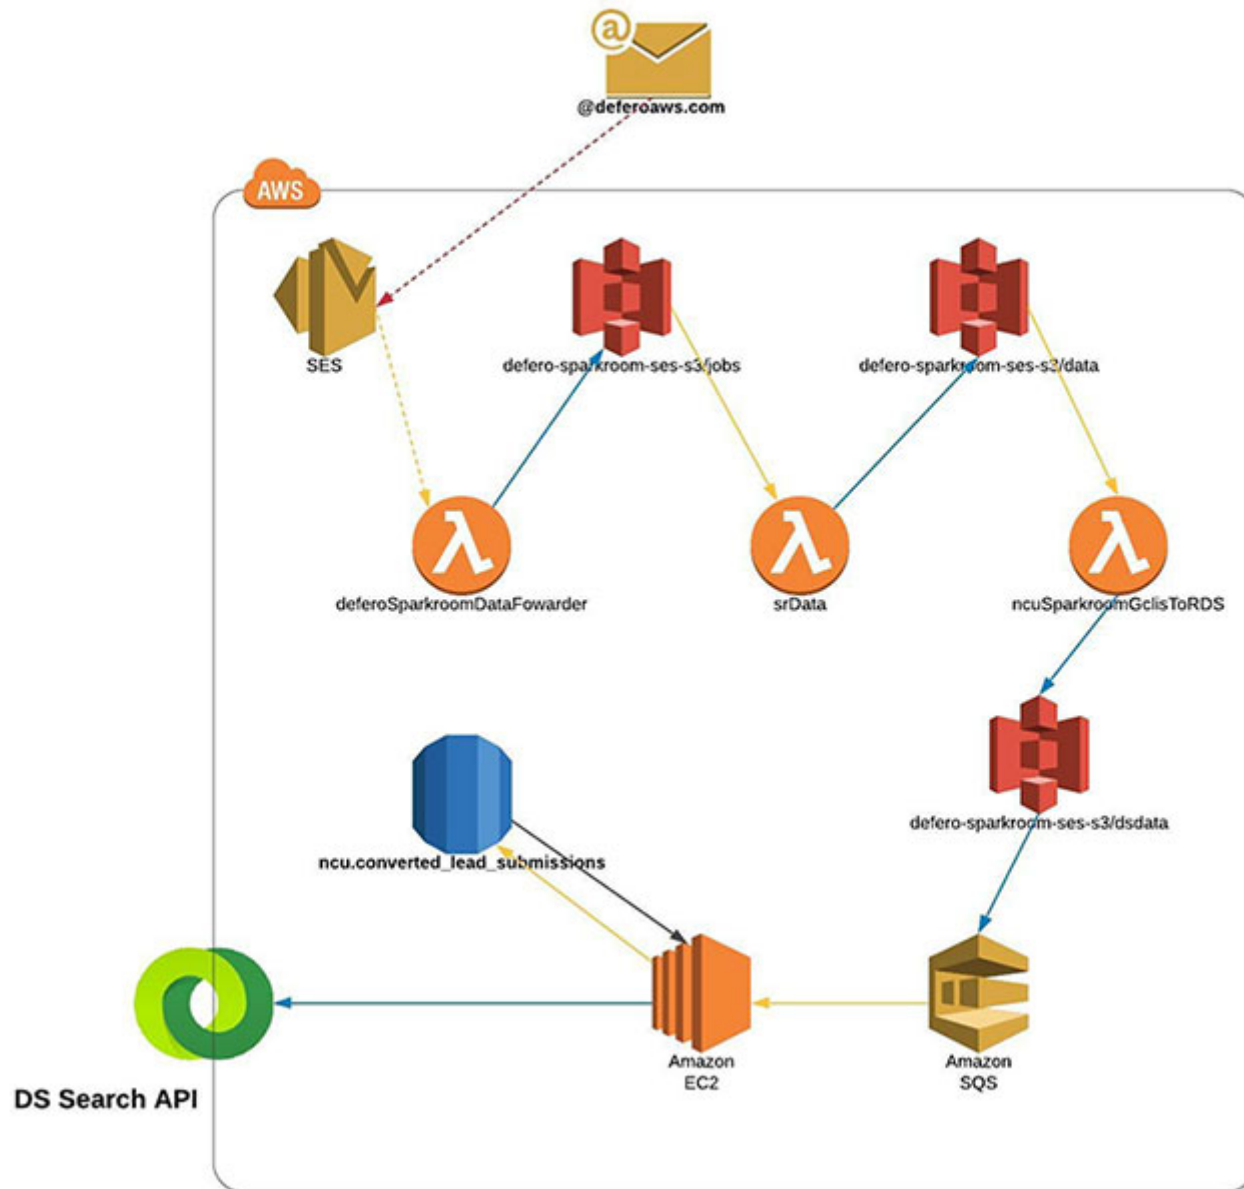 @
@deferoaws.com
AWS
SES
defero-sparkroom-ses-s3/jobs
defero-sparkroom-ses-s3/data
deferoSparkroomDataFowarder
srData
ncuSparkroomGclisToRDS
defero-sparkroom-ses-s3/dsdata
ncu.converted_lead_submissions
Amazon
EC2
Amazon
SQS
DS Search API